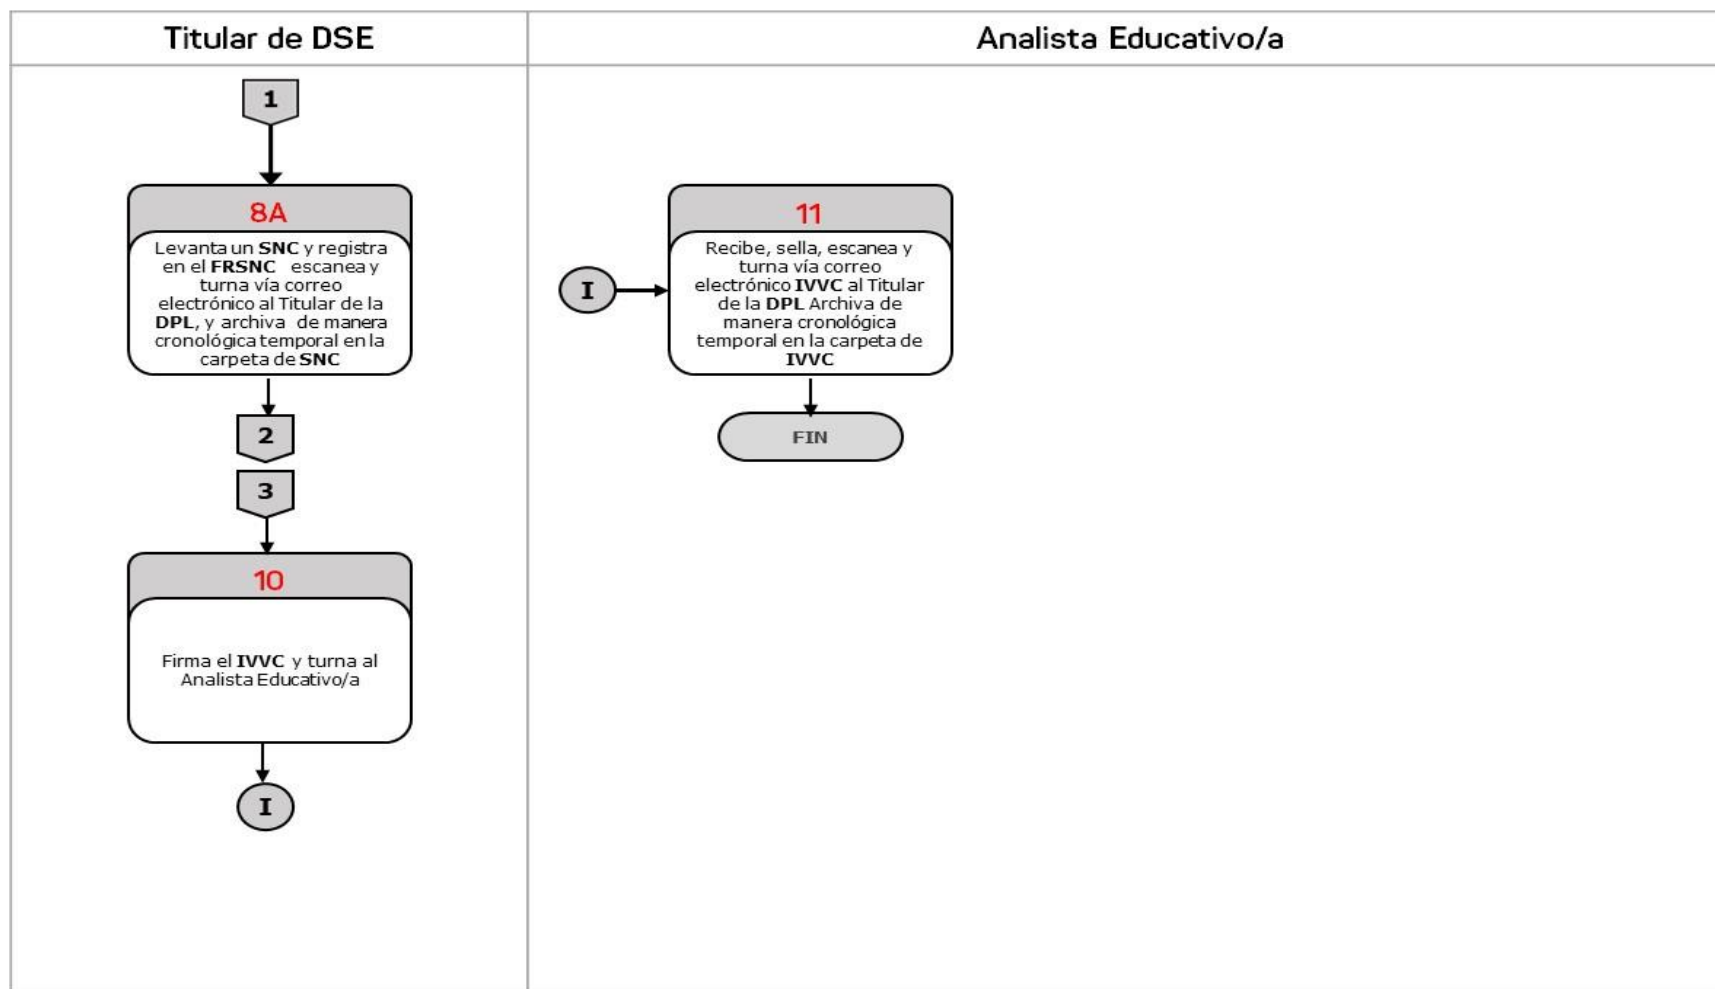 Titular de DSE
Analista Educativo/a
1
8A
Levanta un SNC y registra
en el FRSNC escanea y
turna vía correo
electrónico al Titular de la
DPL, y archiva de manera
cronológica temporal en la
carpeta de SNC
2
3
10
Firma el IVVC y turna al
Analista Educativo/a
I
I
11
Recibe, sella, escanea y
turna vía correo
electrónico IVVC al Titular
de la DPL Archiva de
manera cronológica
temporal en la carpeta de
IVVC
FIN